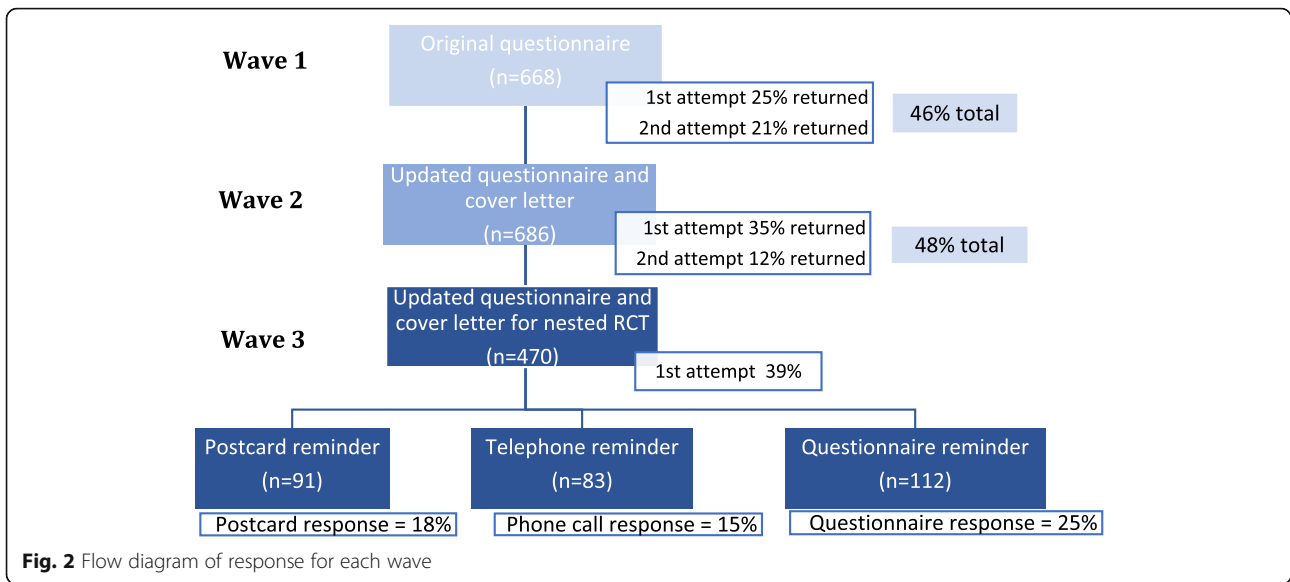 Wave 1
Original questionnaire
(n=668)
1st attempt 25% returned
2nd attempt 21% returned
46% total
Wave 2
Updated questionnaire and
cover letter
(n=686)
1st attempt 35% returned
2nd attempt 12% returned
48% total
Wave 3
Updated questionnaire and
cover letter for nested RCT
(n=470)
1st attempt 39%
Postcard reminder
(n=91)
Postcard response = 18%
Telephone reminder
(n=83)
Phone call response = 15%
Questionnaire reminder
(n=112)
Questionnaire response = 25%
Fig. 2 Flow diagram of response for each wave